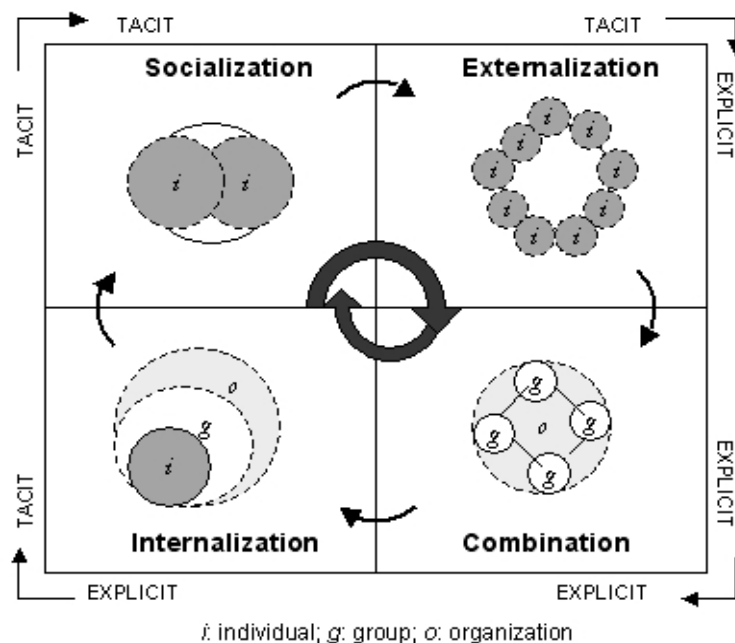 TACIT TACIT
Socialization Externalization
TACIT
EXPLICIT
i i
i
i
i
i
i
i
i
i
i
o
g
i
g
g
o
g
g
TACIT
EXPLICIT
Internalization Combination
EXPLICIT EXPLICIT
i: individual; g: group; o: organization